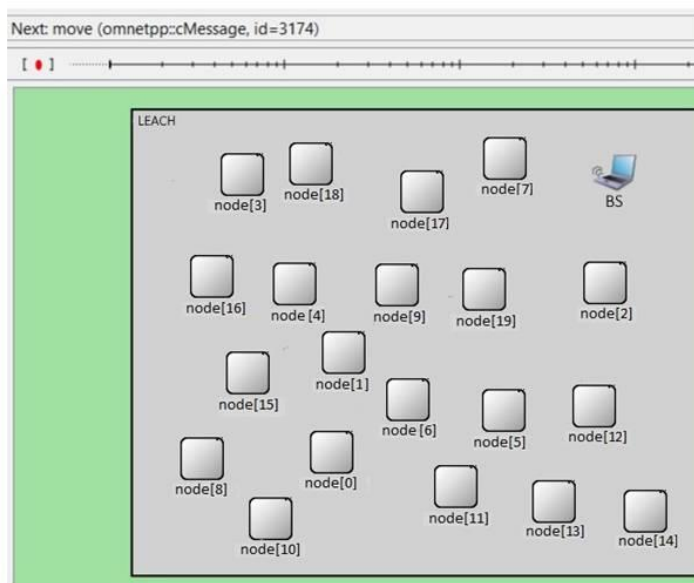 Next: move (omnetpp::cMessage, id=3174)
[ ] 
LEACH
node[3]
node[18]
node[17]
node[7]
BS
node[16]
node [4]
node[9]
node[19]
node[2]
node[1]
node[15]
node [6]
node[5]
node[12]
node[8]
node[0]
node[11]
node[10]
node[13]
node[14]